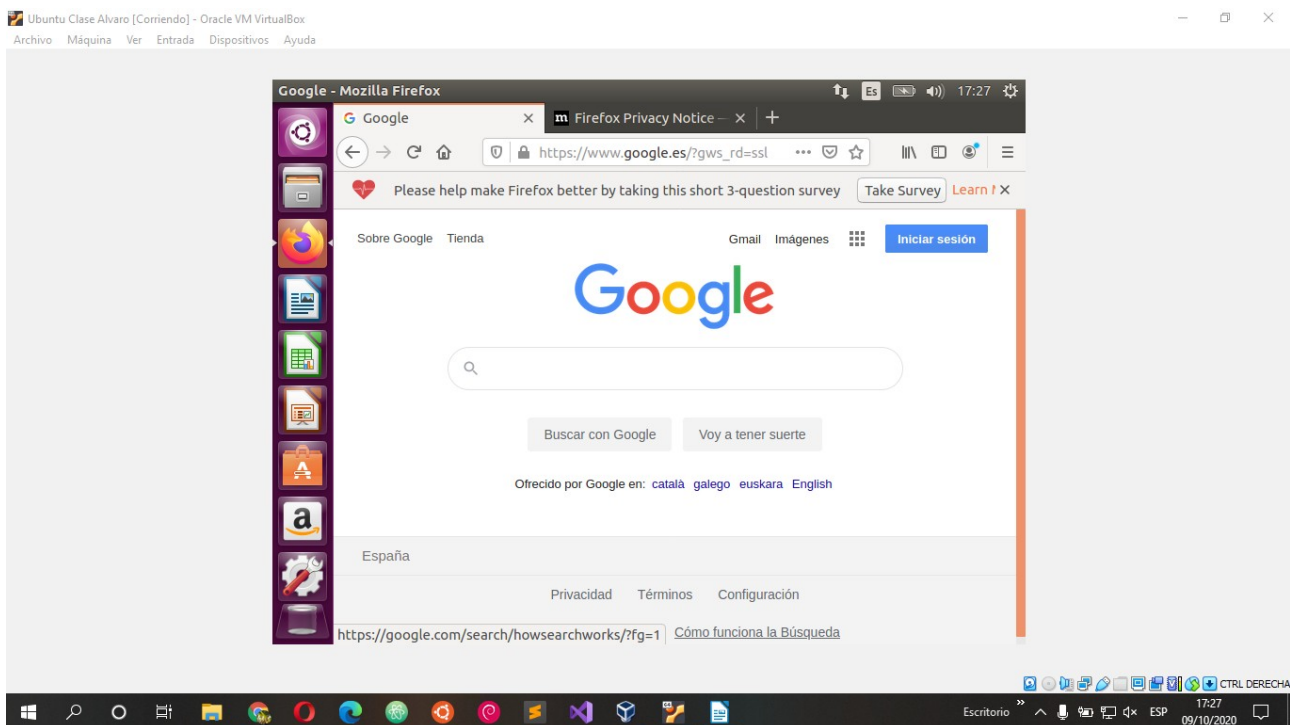 Ubuntu Clase Alvaro [Corriendo] - Oracle VM VirtualBox
Archivo Máquina Ver Entrada Dispositivos Ayuda
Google - Mozilla Firefox
Es 17:27
Google
m Firefox Privacy Notice —
https://www.google.es/?gws_rd=ssl
Please help make Firefox better by taking this short 3-question survey Take Survey Learn
Sobre Google Tienda Gmail Imágenes Iniciar sesión
Google
Buscar con Google Voy a tener suerte
Ofrecido por Google en: català galego euskara English
España
Privacidad Términos Configuración
https://google.com/search/howsearchworks/?fg=1 Cómo funciona la Búsqueda
CTRL DERECHA
Escritorio ESP 17:27
09/10/2020